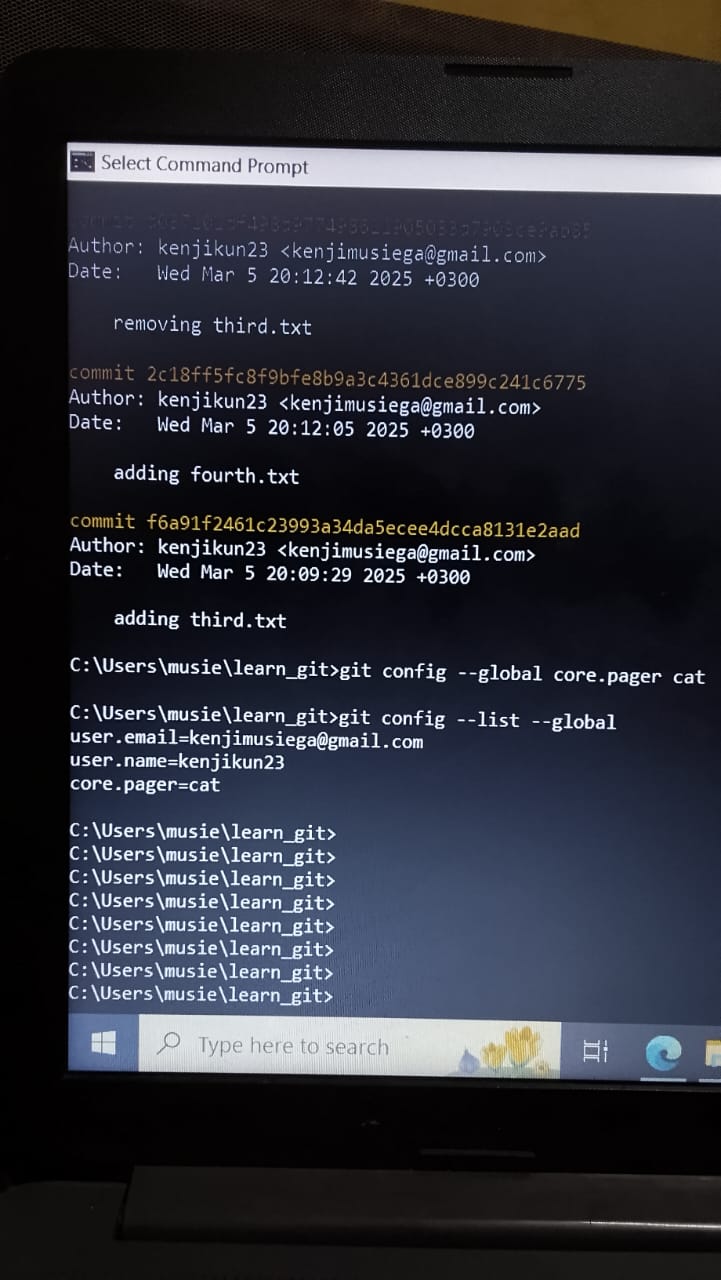 Select Command Prompt
Author: kenjikun23 <kenjimusiega@gmail.com>
Date:   Wed Mar 5 20:12:42 2025 +0300
removing third.txt
commit 2c18ff5fc8f9bfe8b9a3c4361dce899c241c6775
Author: kenjikun23 <kenjimusiega@gmail.com>
Date:   Wed Mar 5 20:12:05 2025 +0300
adding fourth.txt
commit f6a91f2461c23993a34da5ecee4dcca8131e2aad
Author: kenjikun23 <kenjimusiega@gmail.com>
Date:   Wed Mar 5 20:09:29 2025 +0300
adding third.txt
C:\Users\musie\learn_git>git config --global core.pager cat
C:\Users\musie\learn_git>git config --list --global
user.email=kenjimusiega@gmail.com
user.name=kenjikun23
core.pager=cat
C:\Users\musie\learn_git>
C:\Users\musie\learn_git>
C:\Users\musie\learn_git>
C:\Users\musie\learn_git>
C:\Users\musie\learn_git>
C:\Users\musie\learn_git>
C:\Users\musie\learn_git>
C:\Users\musie\learn_git>
Type here to search